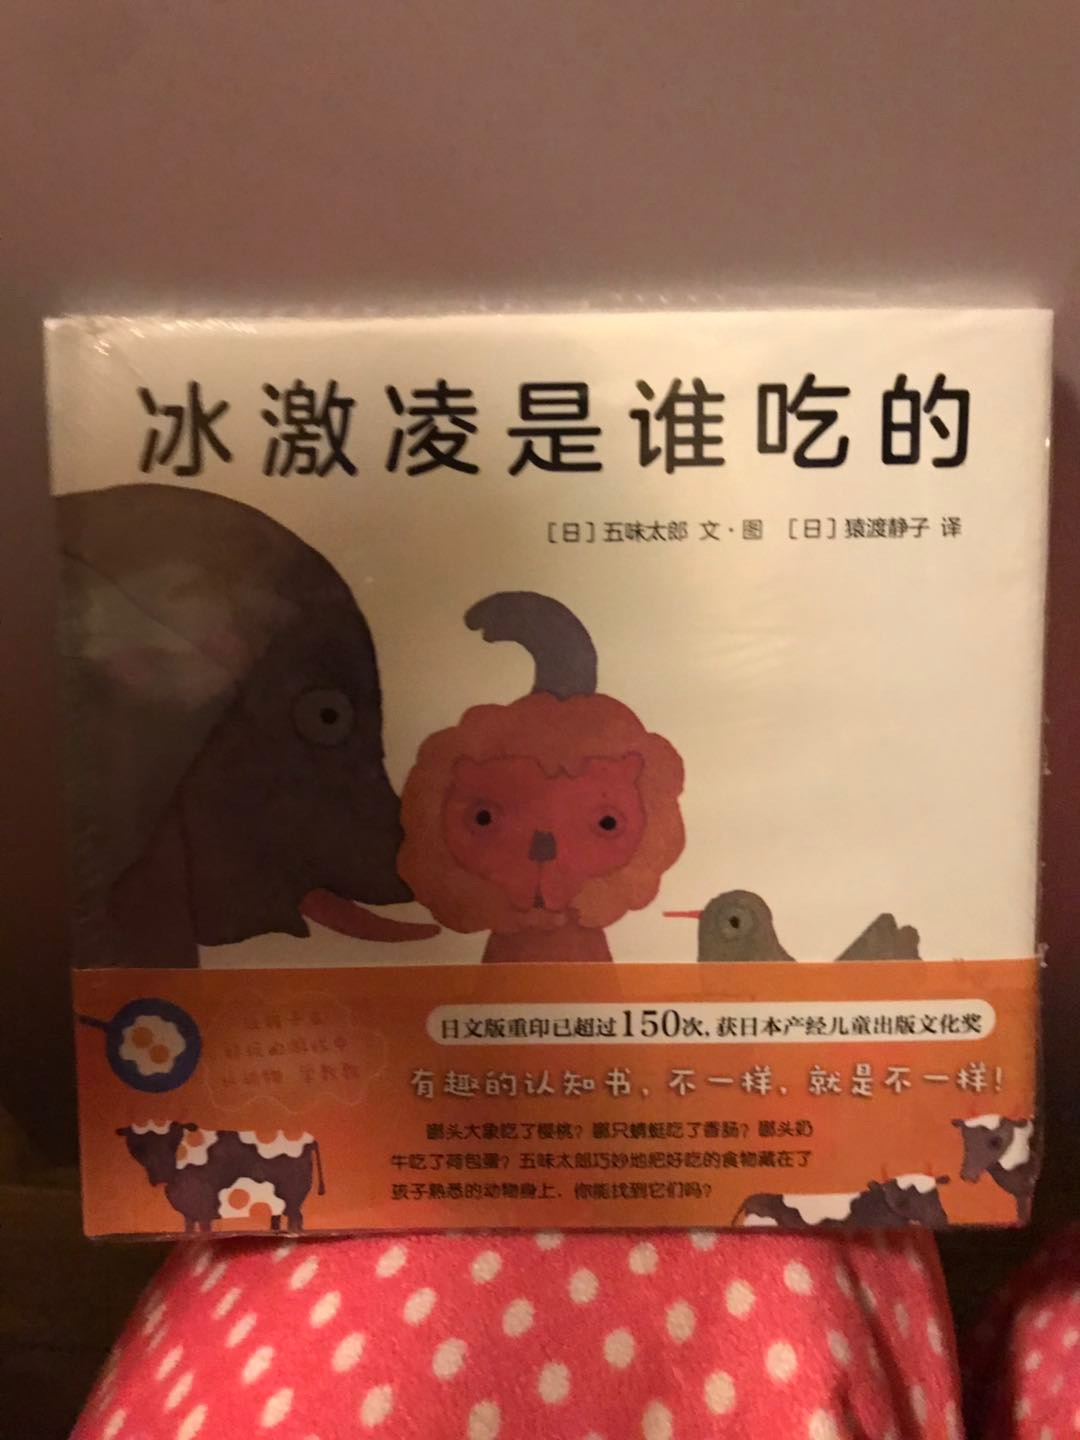 冰激凌是谁吃的
[日]五味太郎 文·图 [日]猿渡静子 译
日文版重印已超过150次,获日本产经儿童出版文化奖
有趣的认知书,不一样,就是不一样!
哪头大象吃了樱桃?哪只蜻蜓吃了香肠?哪头奶
牛吃了荷包蛋?五味太郎巧妙地把好吃的食物藏在了
孩子熟悉的动物身上,你能找到它们吗?